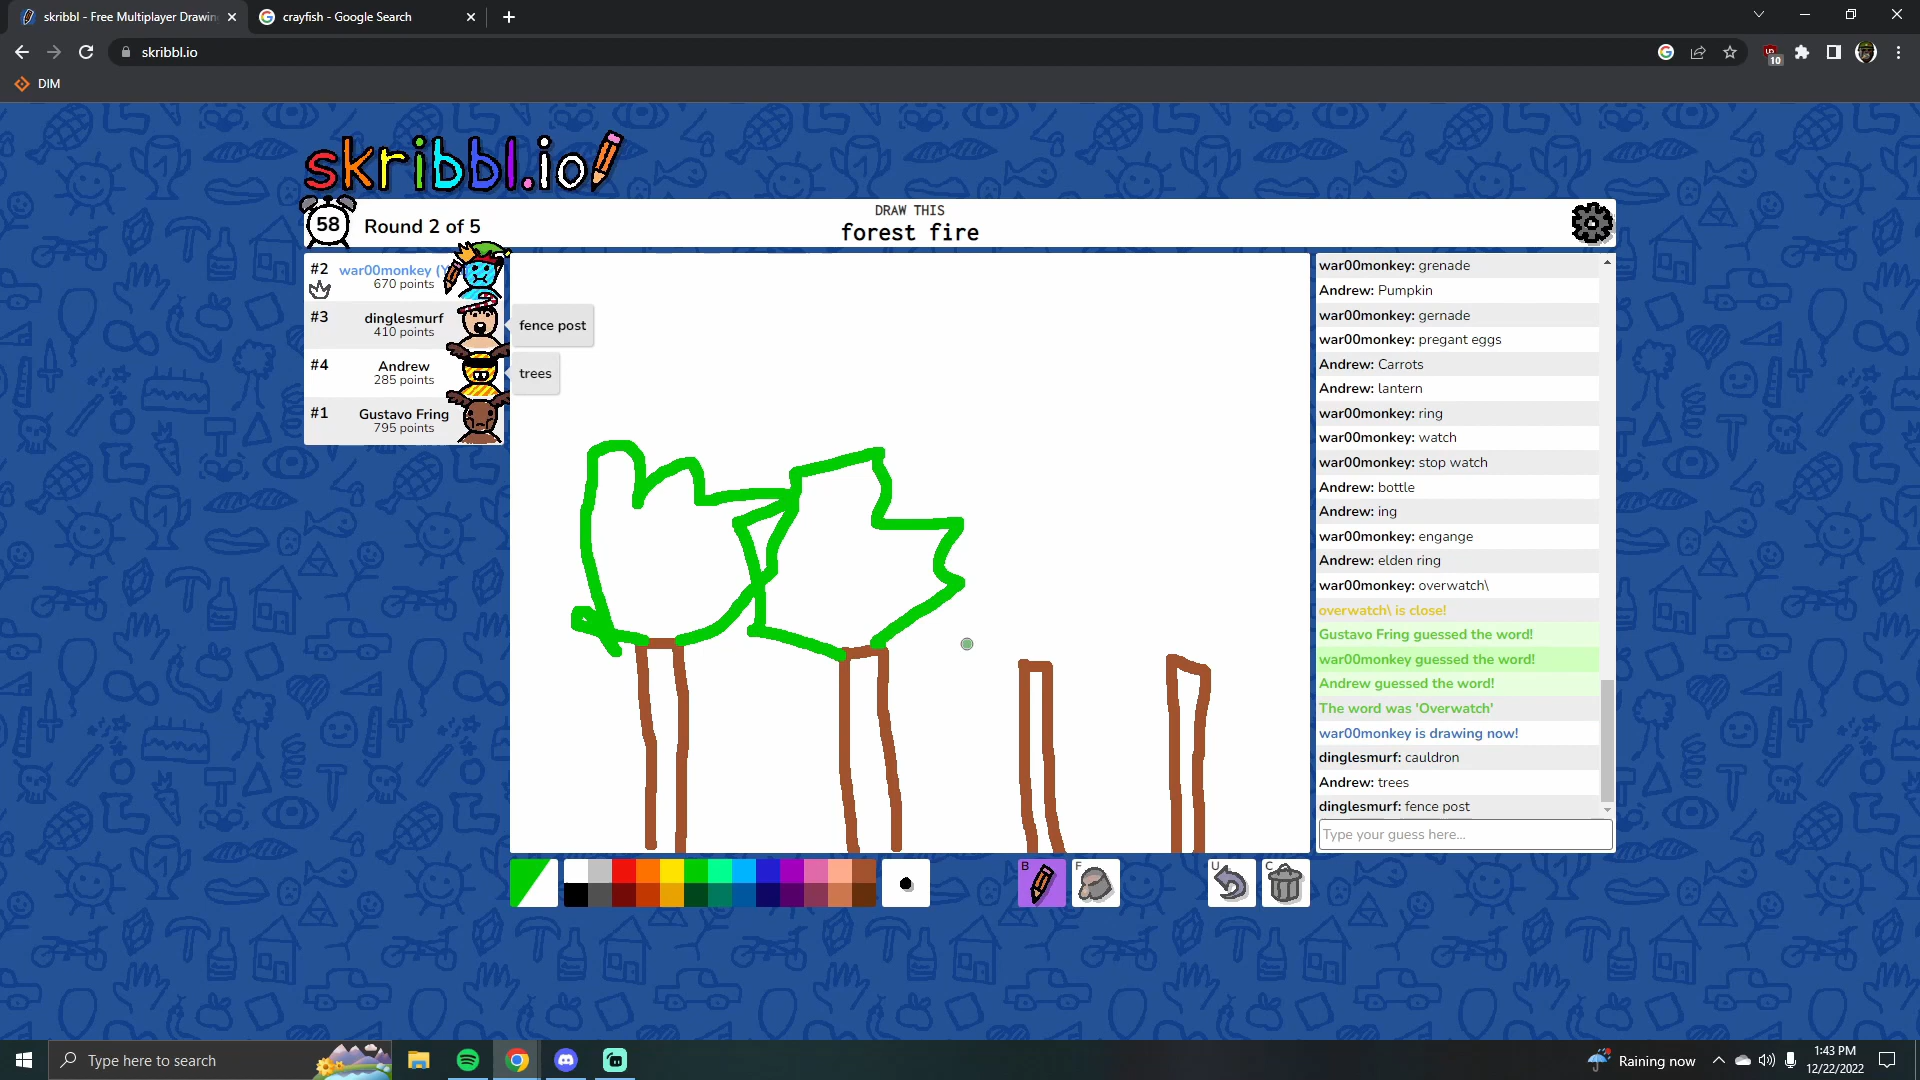 skribbl - Free Multiplayer Drawin
crayfish - Google Search
skribbl.io
10
DIM
skribbl.io
58
Round 2 of 5
DRAW THIS
forest fire
#2
war00monkey (Y
670 points
#3
dinglesmurf
410 points
fence post
#4
Andrew
285 points
trees
#1
Gustavo Fring
795 points
war00monkey: grenade
Andrew: Pumpkin
war00monkey: gernade
war00monkey: pregant eggs
Andrew: Carrots
Andrew: lantern
war00monkey: ring
war00monkey: watch
war00monkey: stop watch
Andrew: bottle
Andrew: ing
war00monkey: engange
Andrew: elden ring
war00monkey: overwatch\
overwatch\ is close!
Gustavo Fring guessed the word!
war00monkey guessed the word!
Andrew guessed the word!
The word was 'Overwatch'
war00monkey is drawing now!
dinglesmurf: cauldron
Andrew: trees
dinglesmurf: fence post
Type your guess here...
B
F
U
C
Type here to search
Raining now
1:43 PM
12/22/2022